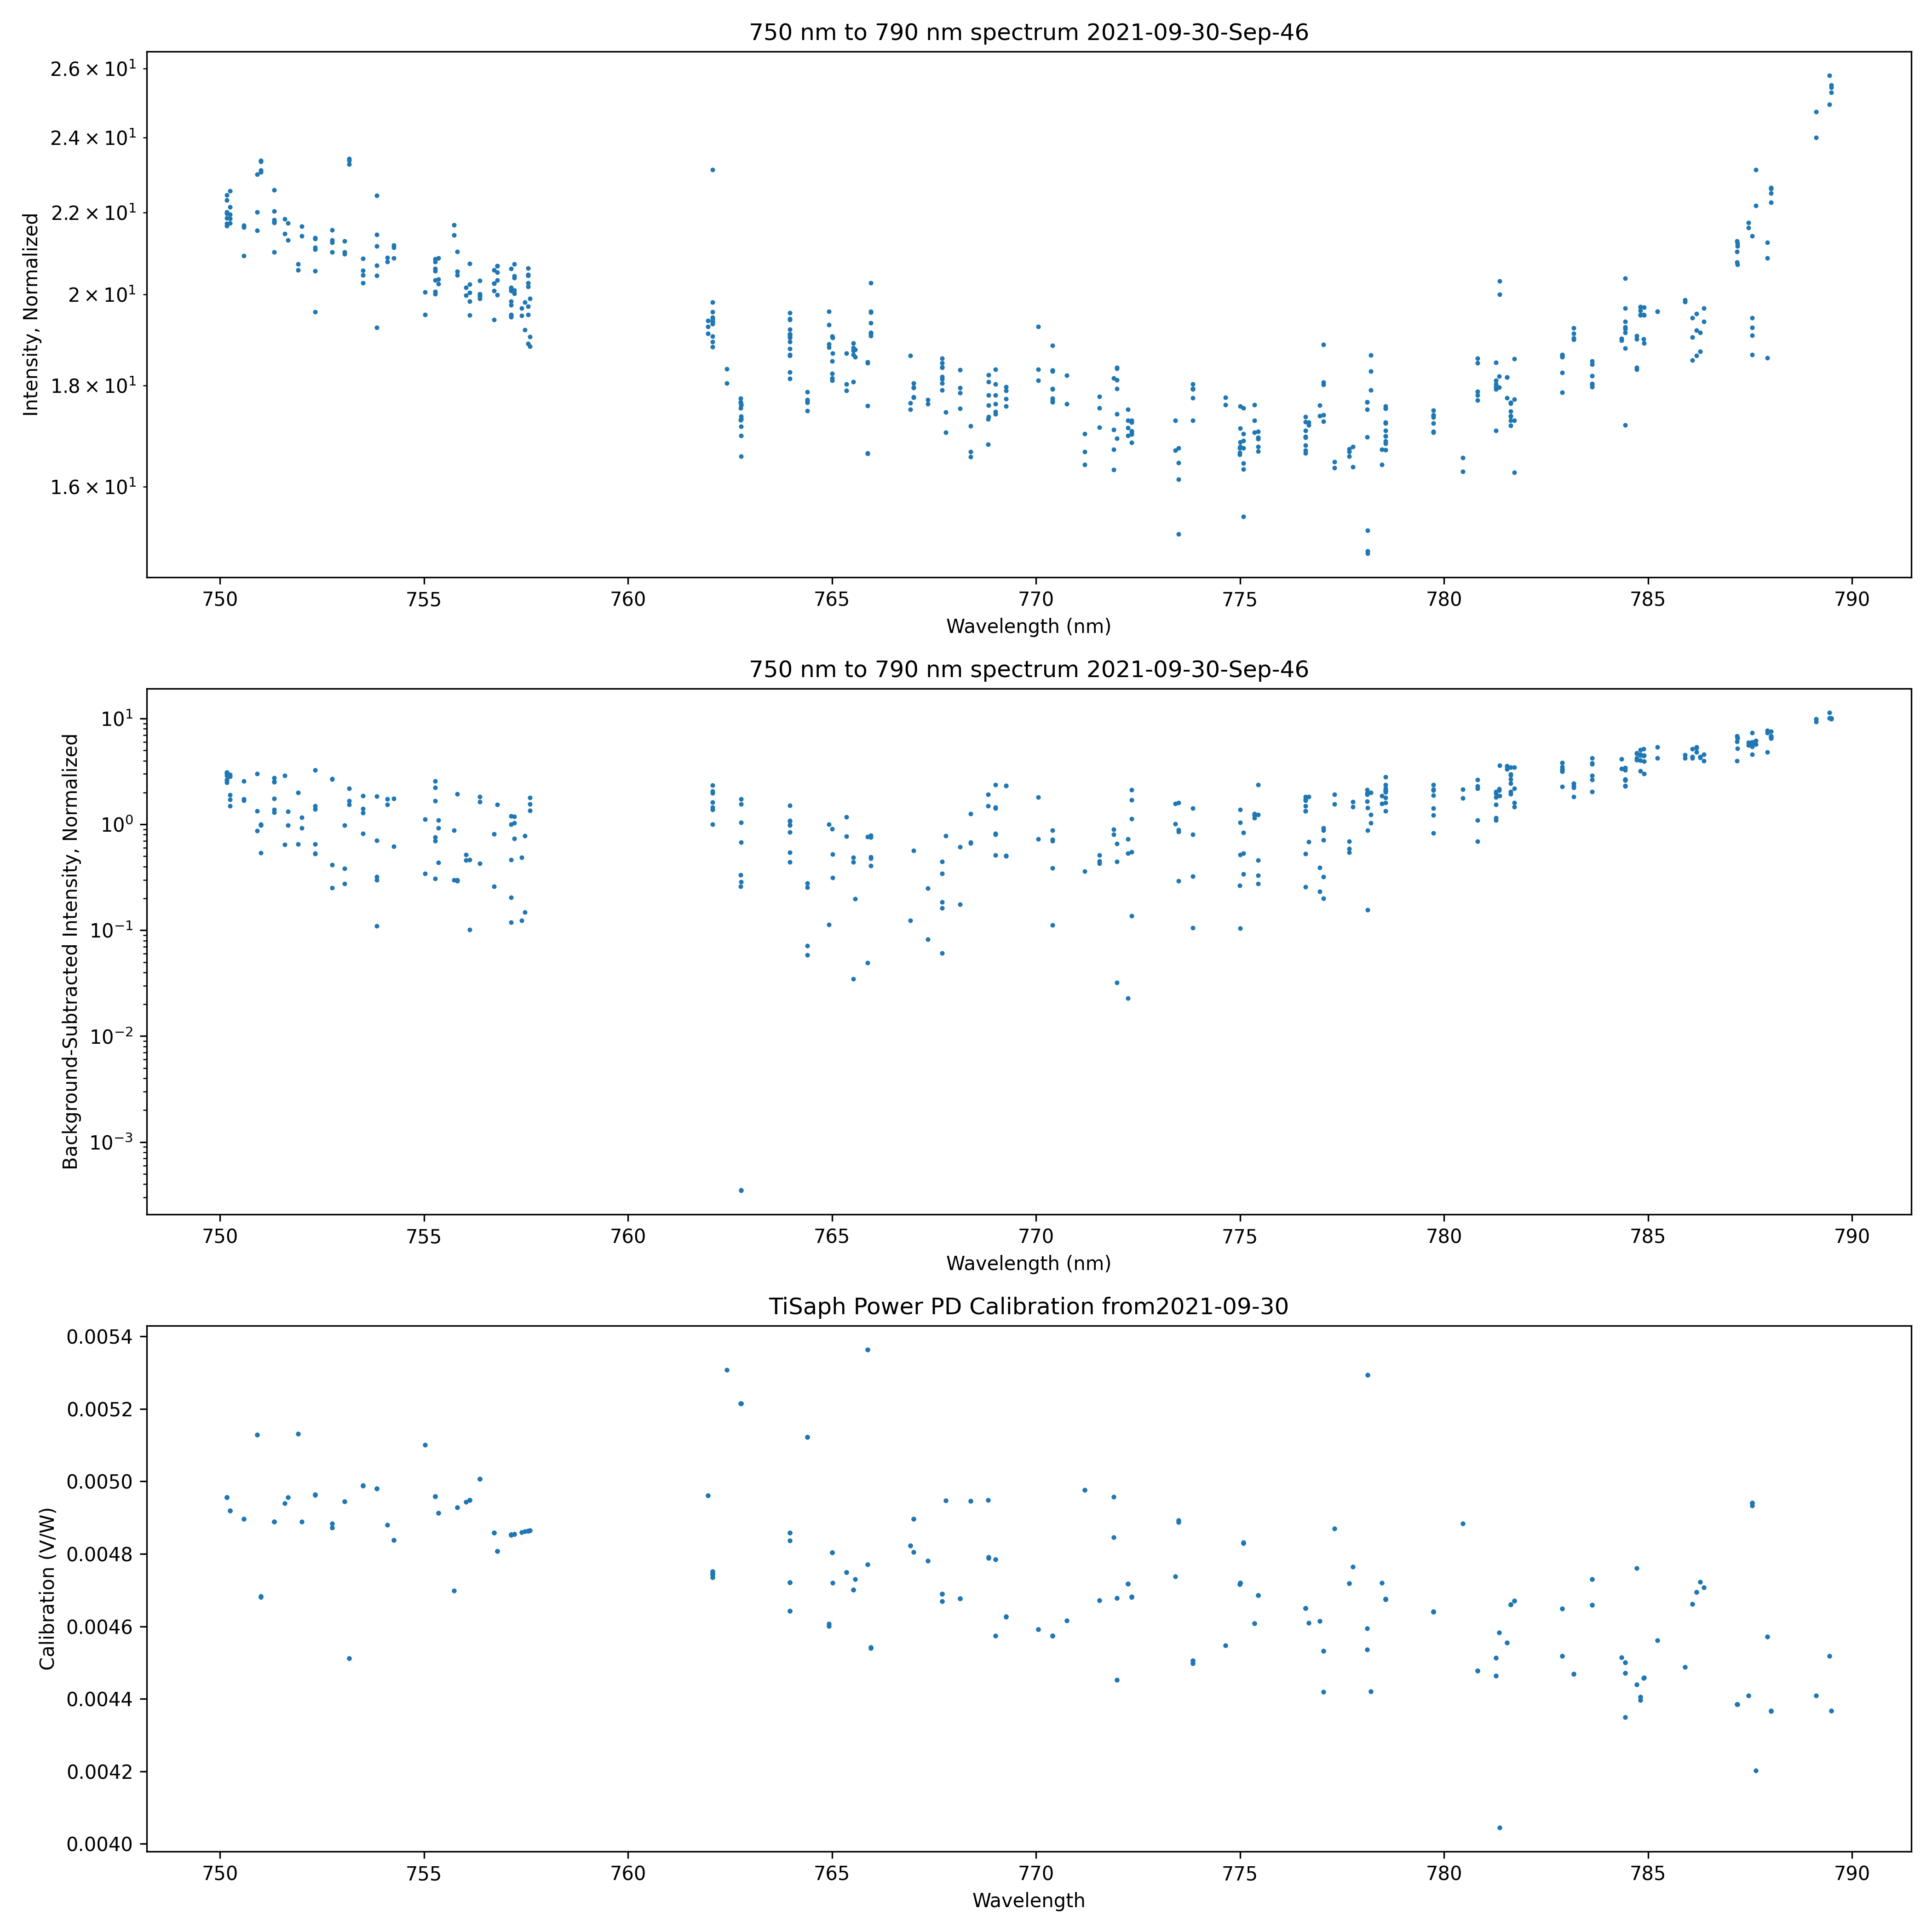 750 nm to 790 nm spectrum 2021-09-30-Sep-46
Intensity, Normalized
2.6 × 10¹
2.4 × 10¹
2.2 × 10¹
2 × 10¹
1.8 × 10¹
1.6 × 10¹
750 755 760 765 770 775 780 785 790
Wavelength (nm)
750 nm to 790 nm spectrum 2021-09-30-Sep-46
Background-Subtracted Intensity, Normalized
10¹
10⁰
10⁻¹
10⁻²
10⁻³
750 755 760 765 770 775 780 785 790
Wavelength (nm)
TiSaph Power PD Calibration from2021-09-30
Calibration (V/W)
0.0054
0.0052
0.0050
0.0048
0.0046
0.0044
0.0042
0.0040
750 755 760 765 770 775 780 785 790
Wavelength